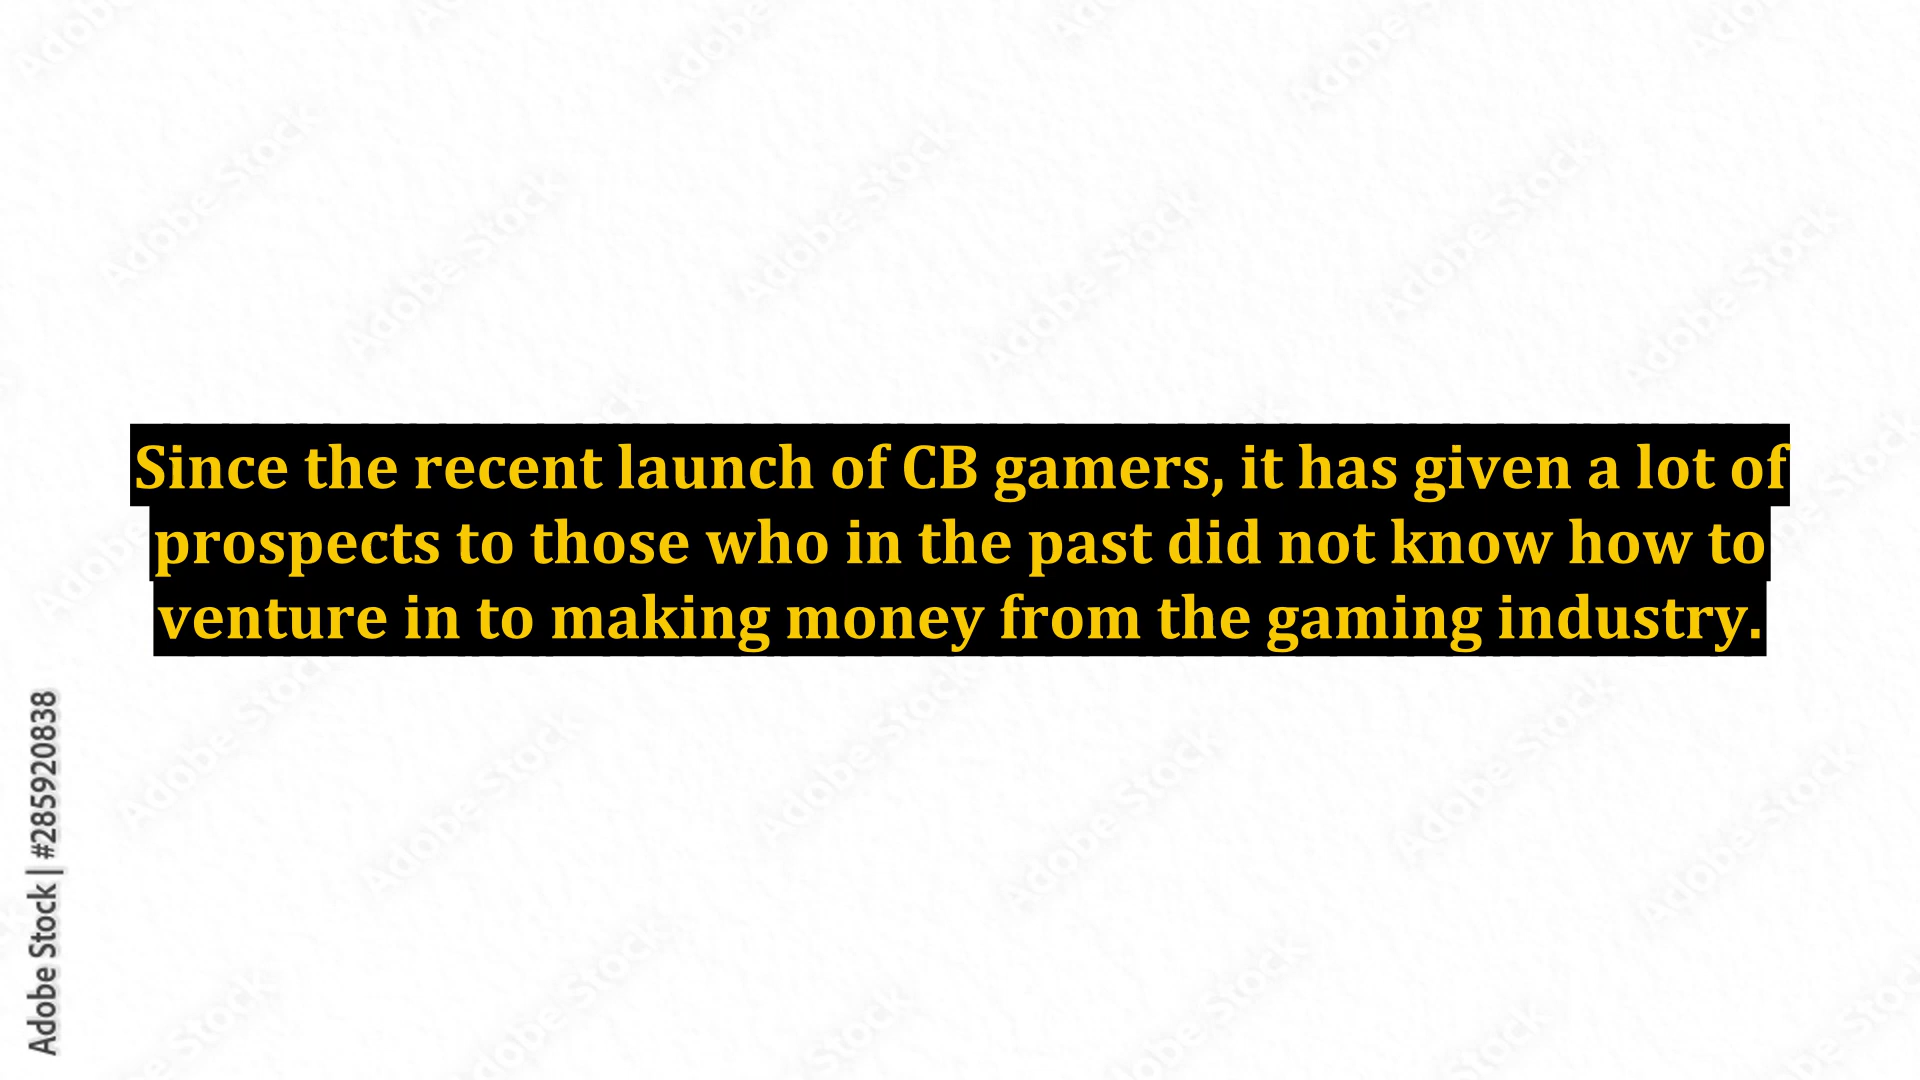 Since the recent launch of CB gamers, it has given a lot of
prospects to those who in the past did not know how to
venture in to making money from the gaming industry.
Adobe Stock | #285920838